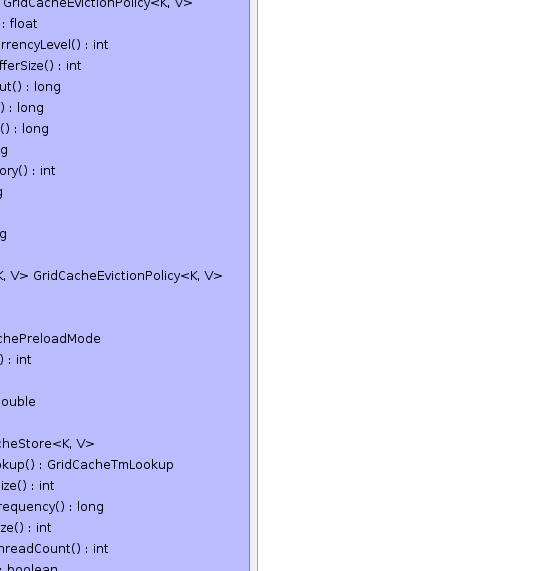 GridCacheEvictionPolicy<K, V>
: float
rrencyLevel() : int
fferSize() : int
ut() : long
) : long
() : long
g
ory() : int
g
g
K, V> GridCacheEvictionPolicy<K, V>
chePreloadMode
) : int
ouble
cheStore<K, V>
okup() : GridCacheTmLookup
ize() : int
requency() : long
ze() : int
hreadCount() : int
: boolean